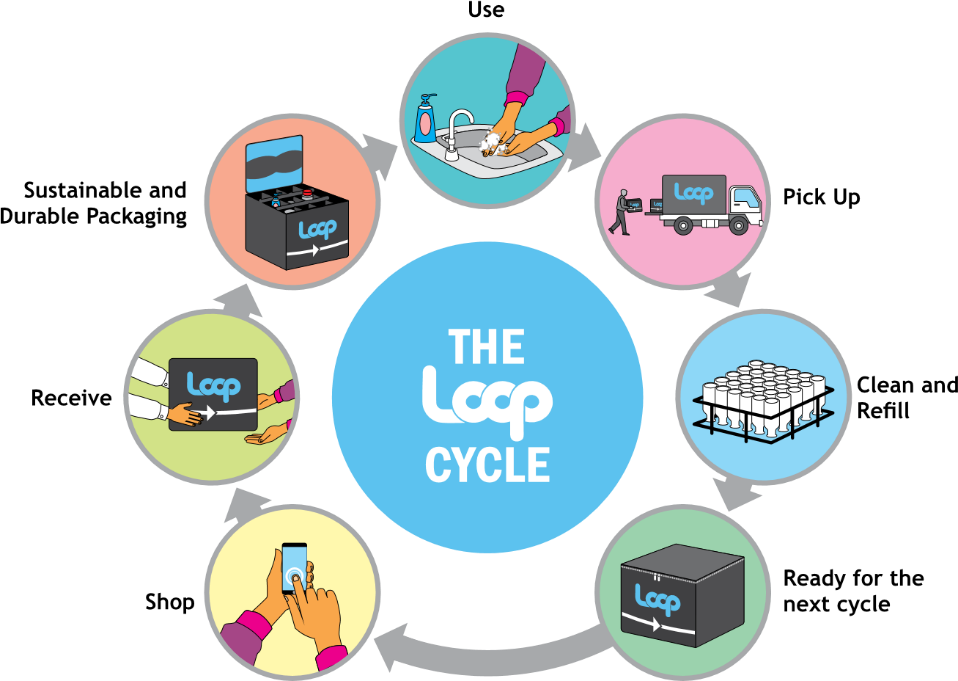 Use
Sustainable and
Durable Packaging
Loop
Loop
Pick Up
Receive
Loop
THE
Loop
CYCLE
Clean and
Refill
Shop
Loop
Ready for the
next cycle